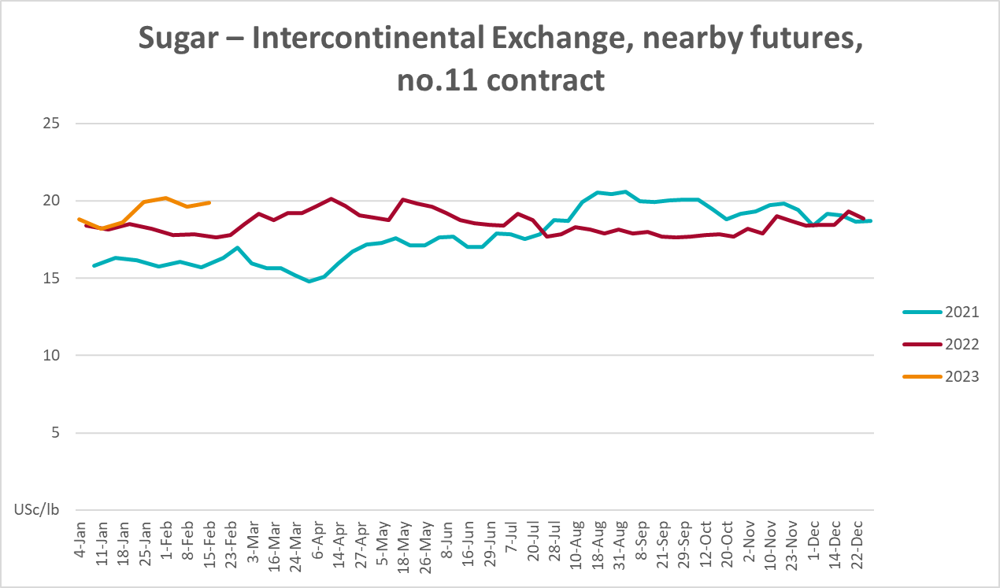 Sugar – Intercontinental Exchange, nearby futures,
no.11 contract
25
20
15
10
5
USc/lb
2021
2022
2023
4-Jan
11-Jan
18-Jan
25-Jan
1-Feb
8-Feb
15-Feb
23-Feb
3-Mar
16-Mar
24-Mar
6-Apr
14-Apr
27-Apr
5-May
18-May
26-May
8-Jun
16-Jun
29-Jun
7-Jul
20-Jul
28-Jul
10-Aug
18-Aug
31-Aug
8-Sep
21-Sep
29-Sep
12-Oct
20-Oct
2-Nov
10-Nov
23-Nov
1-Dec
14-Dec
22-Dec